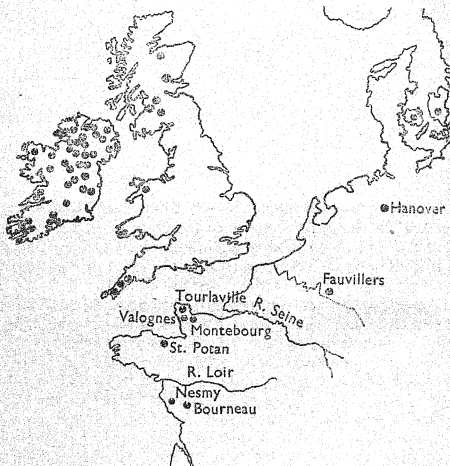 Hanover
Fauvillers
Tourlaville
R. Seine
Valognes
Montebourg
St. Potan
R. Loir
Nesmy
Bourneau